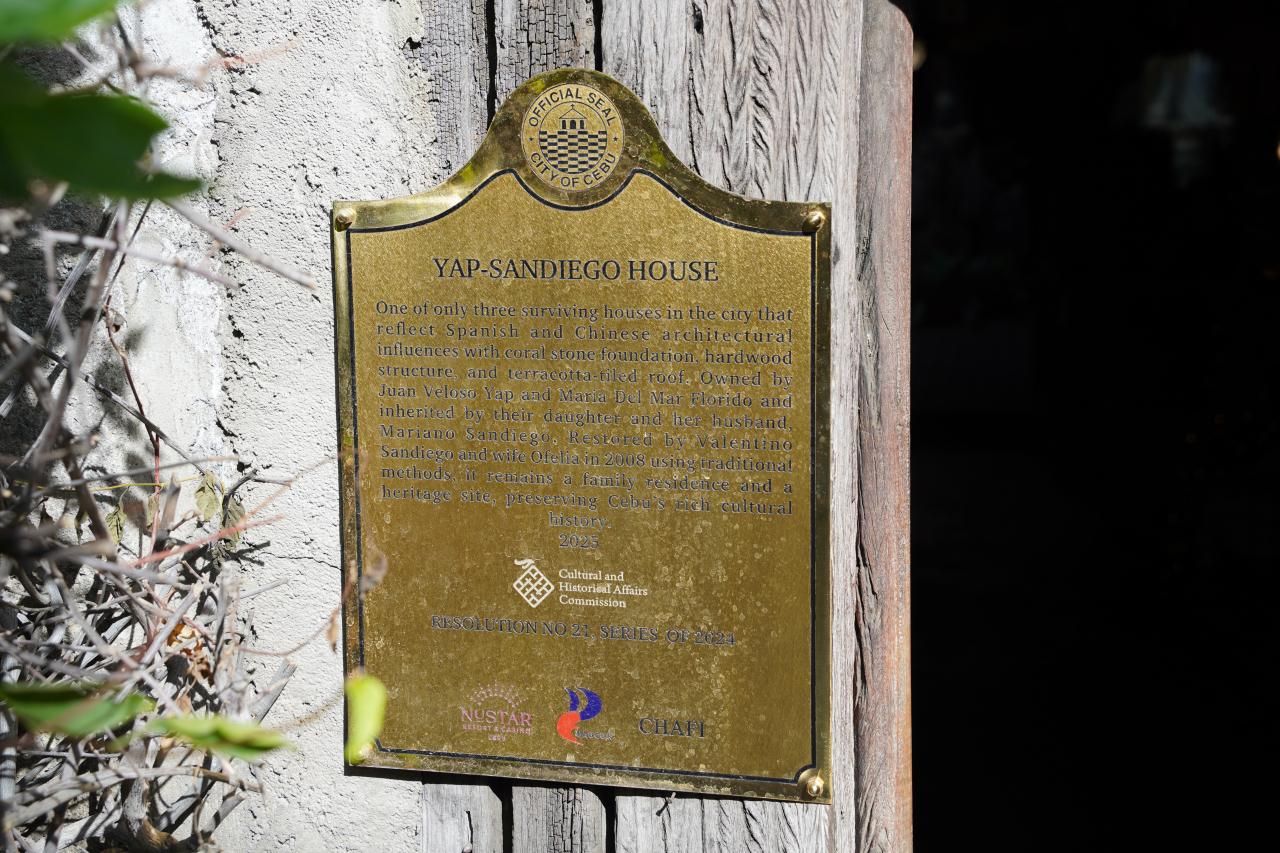 OFFICIAL SEAL
CITY OF CEBU
YAP-SANDIEGO HOUSE
One of only three surviving houses in the city that
reflect Spanish and Chinese architectural
influences with coral stone foundation, hardwood
structure, and terracotta-tiled roof. Owned by
Juan Veloso Yap and Maria Del Mar Florido and
inherited by their daughter and her husband,
Mariano Sandiego. Restored by Valentino
Sandiego and wife Ofelia in 2008 using traditional
methods, it remains a family residence and a
heritage site, preserving Cebu's rich cultural
history.
2025
Cultural and
Historical Affairs
Commission
RESOLUTION NO 21, SERIES OF 2024
NUSTAR
RESORT & CASINO
CEBU
CHAFI